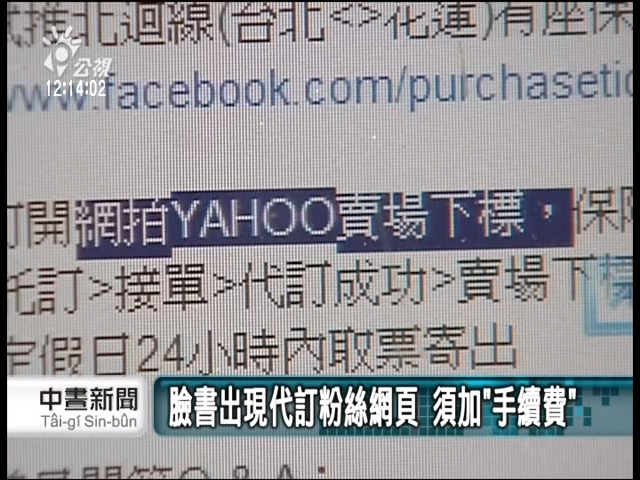 推北迴線(台北<>花蓮)有座保
公視
12:14:02
www.facebook.com/purchasetic
訂開網拍YAHOO賣場下標，保
託訂>接單>代訂成功>賣場下標
定假日24小時內取票寄出
中晝新聞
Tâi-gí Sin-bûn
臉書出現代訂粉絲網頁 須加"手續費"